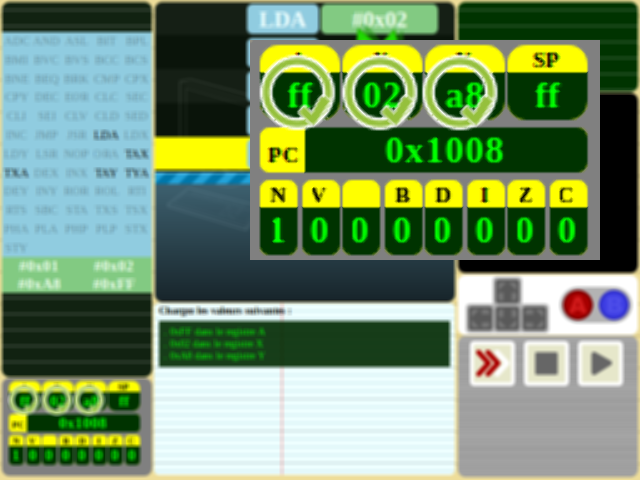 LDA #0x02
ADC AND ASL BIT BPL
BMI BVC BVS BCC BCS
BNE BEQ BRK CMP CPX
CPY DEC EOR CLC SEC
CLI SEI CLV CLD SED
INC JMP JSR LDA LDX
LDY LSR NOP ORA TAX
TXA DEX INX TAY TYA
DEY INY ROR ROL RTI
RTS SBC STA TXS TSX
PHA PLA PHP PLP STX
STY
#0x01 #0x02
#0xA8 #0xFF
SP
ff 02 a8 ff
PC 0x1008
N V B D I Z C
1 0 0 0 0 0 0 0
Charger les valeurs suivantes :
0xFF dans le registre A
0x02 dans le registre X
0xA8 dans le registre Y
SP
ff 02 a8 ff
PC 0x1008
N V B D I Z C
1 0 0 0 0 0 0 0
A B